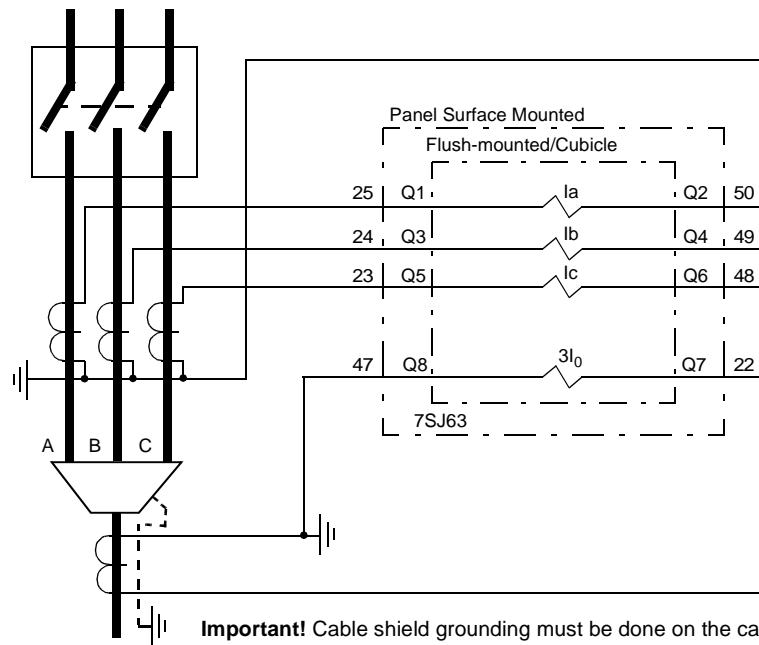 Panel Surface Mounted
Flush-mounted/Cubicle
25 Q1 Ia Q2 50
24 Q3 Ib Q4 49
23 Q5 Ic Q6 48
47 Q8 3I0 Q7 22
7SJ63
A B C
Important! Cable shield grounding must be done on the ca